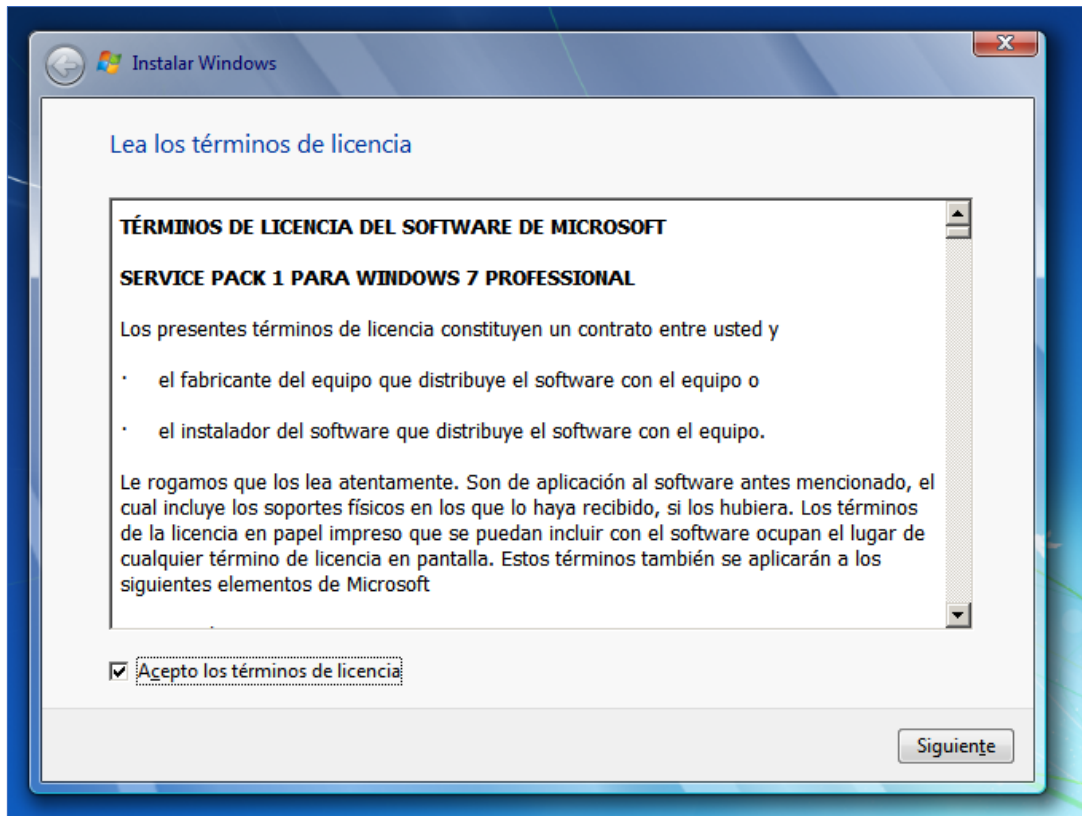 Instalar Windows
Lea los términos de licencia
TÉRMINOS DE LICENCIA DEL SOFTWARE DE MICROSOFT
SERVICE PACK 1 PARA WINDOWS 7 PROFESSIONAL
Los presentes términos de licencia constituyen un contrato entre usted y
· el fabricante del equipo que distribuye el software con el equipo o
· el instalador del software que distribuye el software con el equipo.
Le rogamos que los lea atentamente. Son de aplicación al software antes mencionado, el
cual incluye los soportes físicos en los que lo haya recibido, si los hubiera. Los términos
de la licencia en papel impreso que se puedan incluir con el software ocupan el lugar de
cualquier término de licencia en pantalla. Estos términos también se aplicarán a los
siguientes elementos de Microsoft
Acepto los términos de licencia
Siguiente